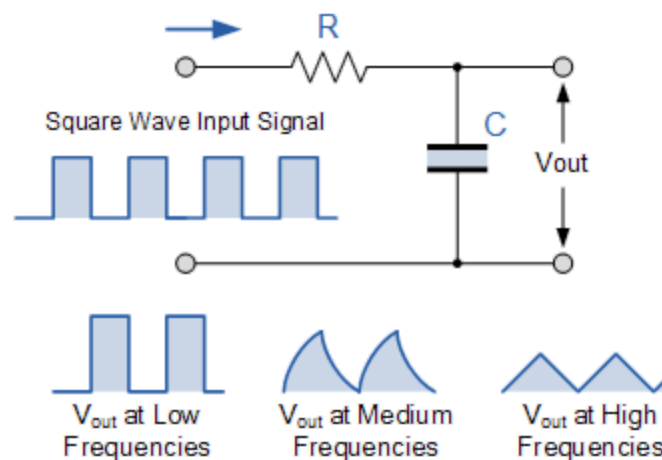 R
Square Wave Input Signal
C
Vout
Vout at Low
Frequencies
Vout at Medium
Frequencies
Vout at High
Frequencies